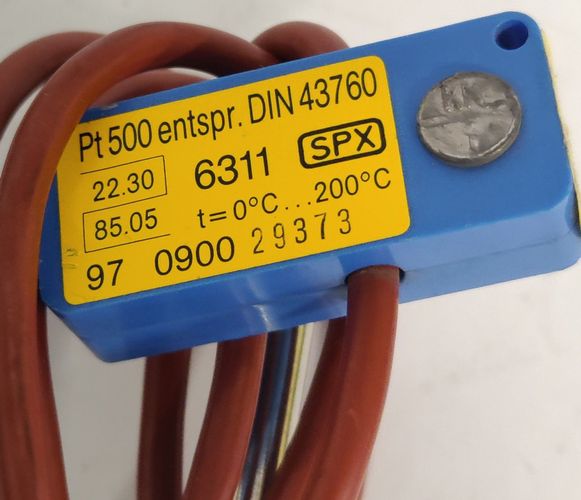 Pt 500 entspr. DIN 43760
22.30 6311 SPX
85.05 t=0°C...200°C
97 0900 29373